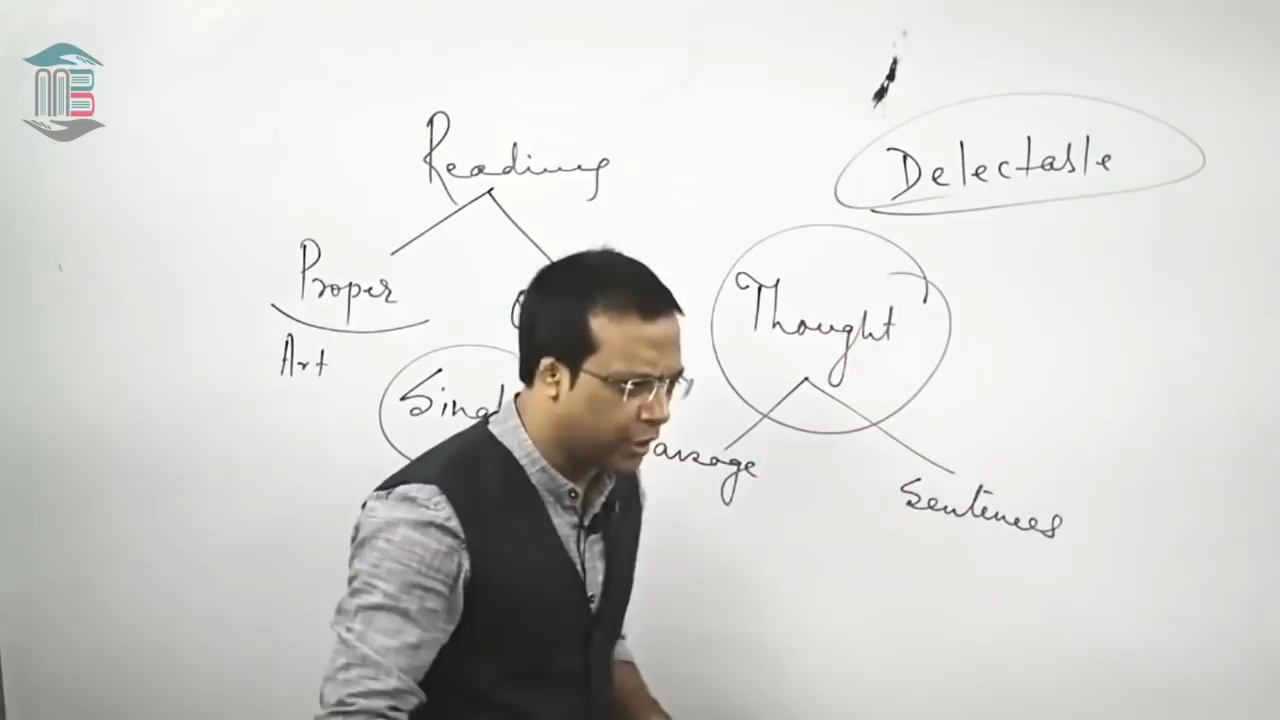 Reading
Delectable
Proper
Thought
Art
Sentences